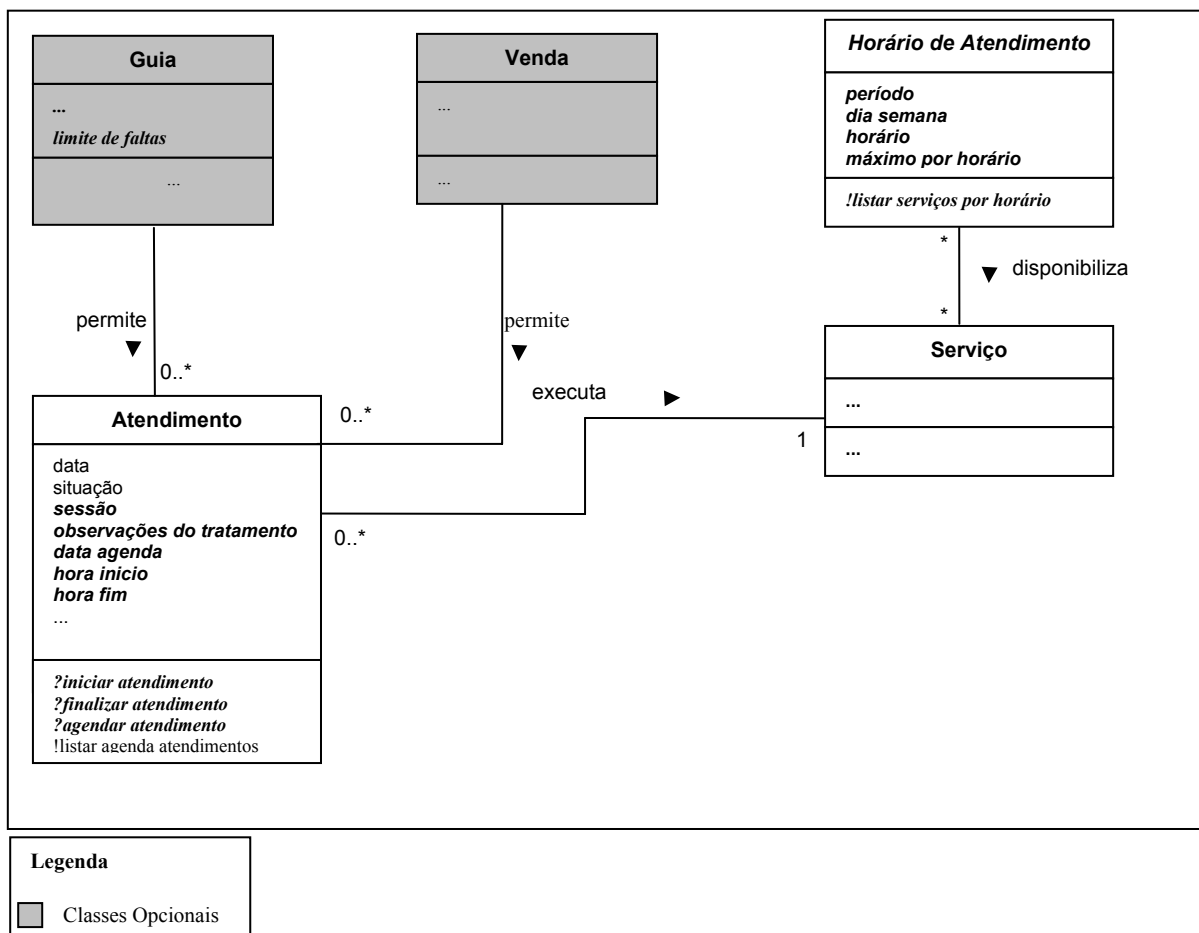 Guia
...
limite de faltas
...
Venda
...
...
Horário de Atendimento
período
dia semana
horário
máximo por horário
!listar serviços por horário
*
disponibiliza
*
permite
0..*
permite
0..*
executa
1
0..*
Serviço
...
...
Atendimento
data
situação
sessão
observações do tratamento
data agenda
hora inicio
hora fim
...
?iniciar atendimento
?finalizar atendimento
?agendar atendimento
!listar agenda atendimentos
Legenda
Classes Opcionais